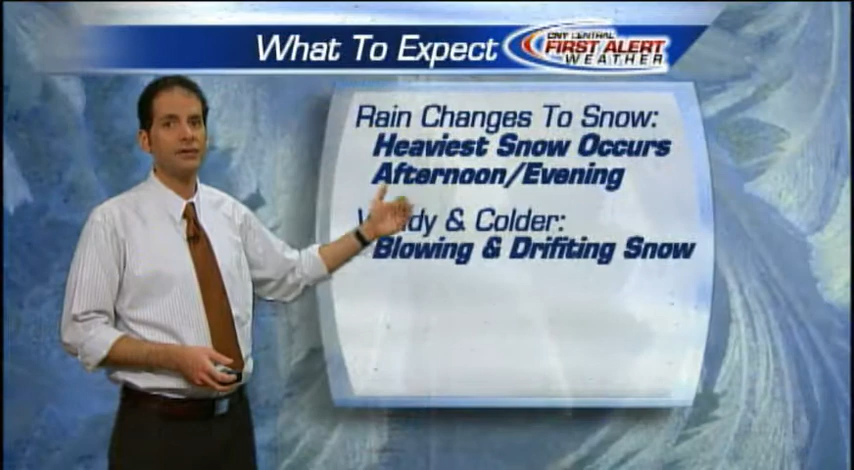 What To Expect
CNY CENTRAL
FIRST ALERT
WEATHER
Rain Changes To Snow:
Heaviest Snow Occurs
Afternoon/Evening
& Colder:
Blowing & Drifiting Snow